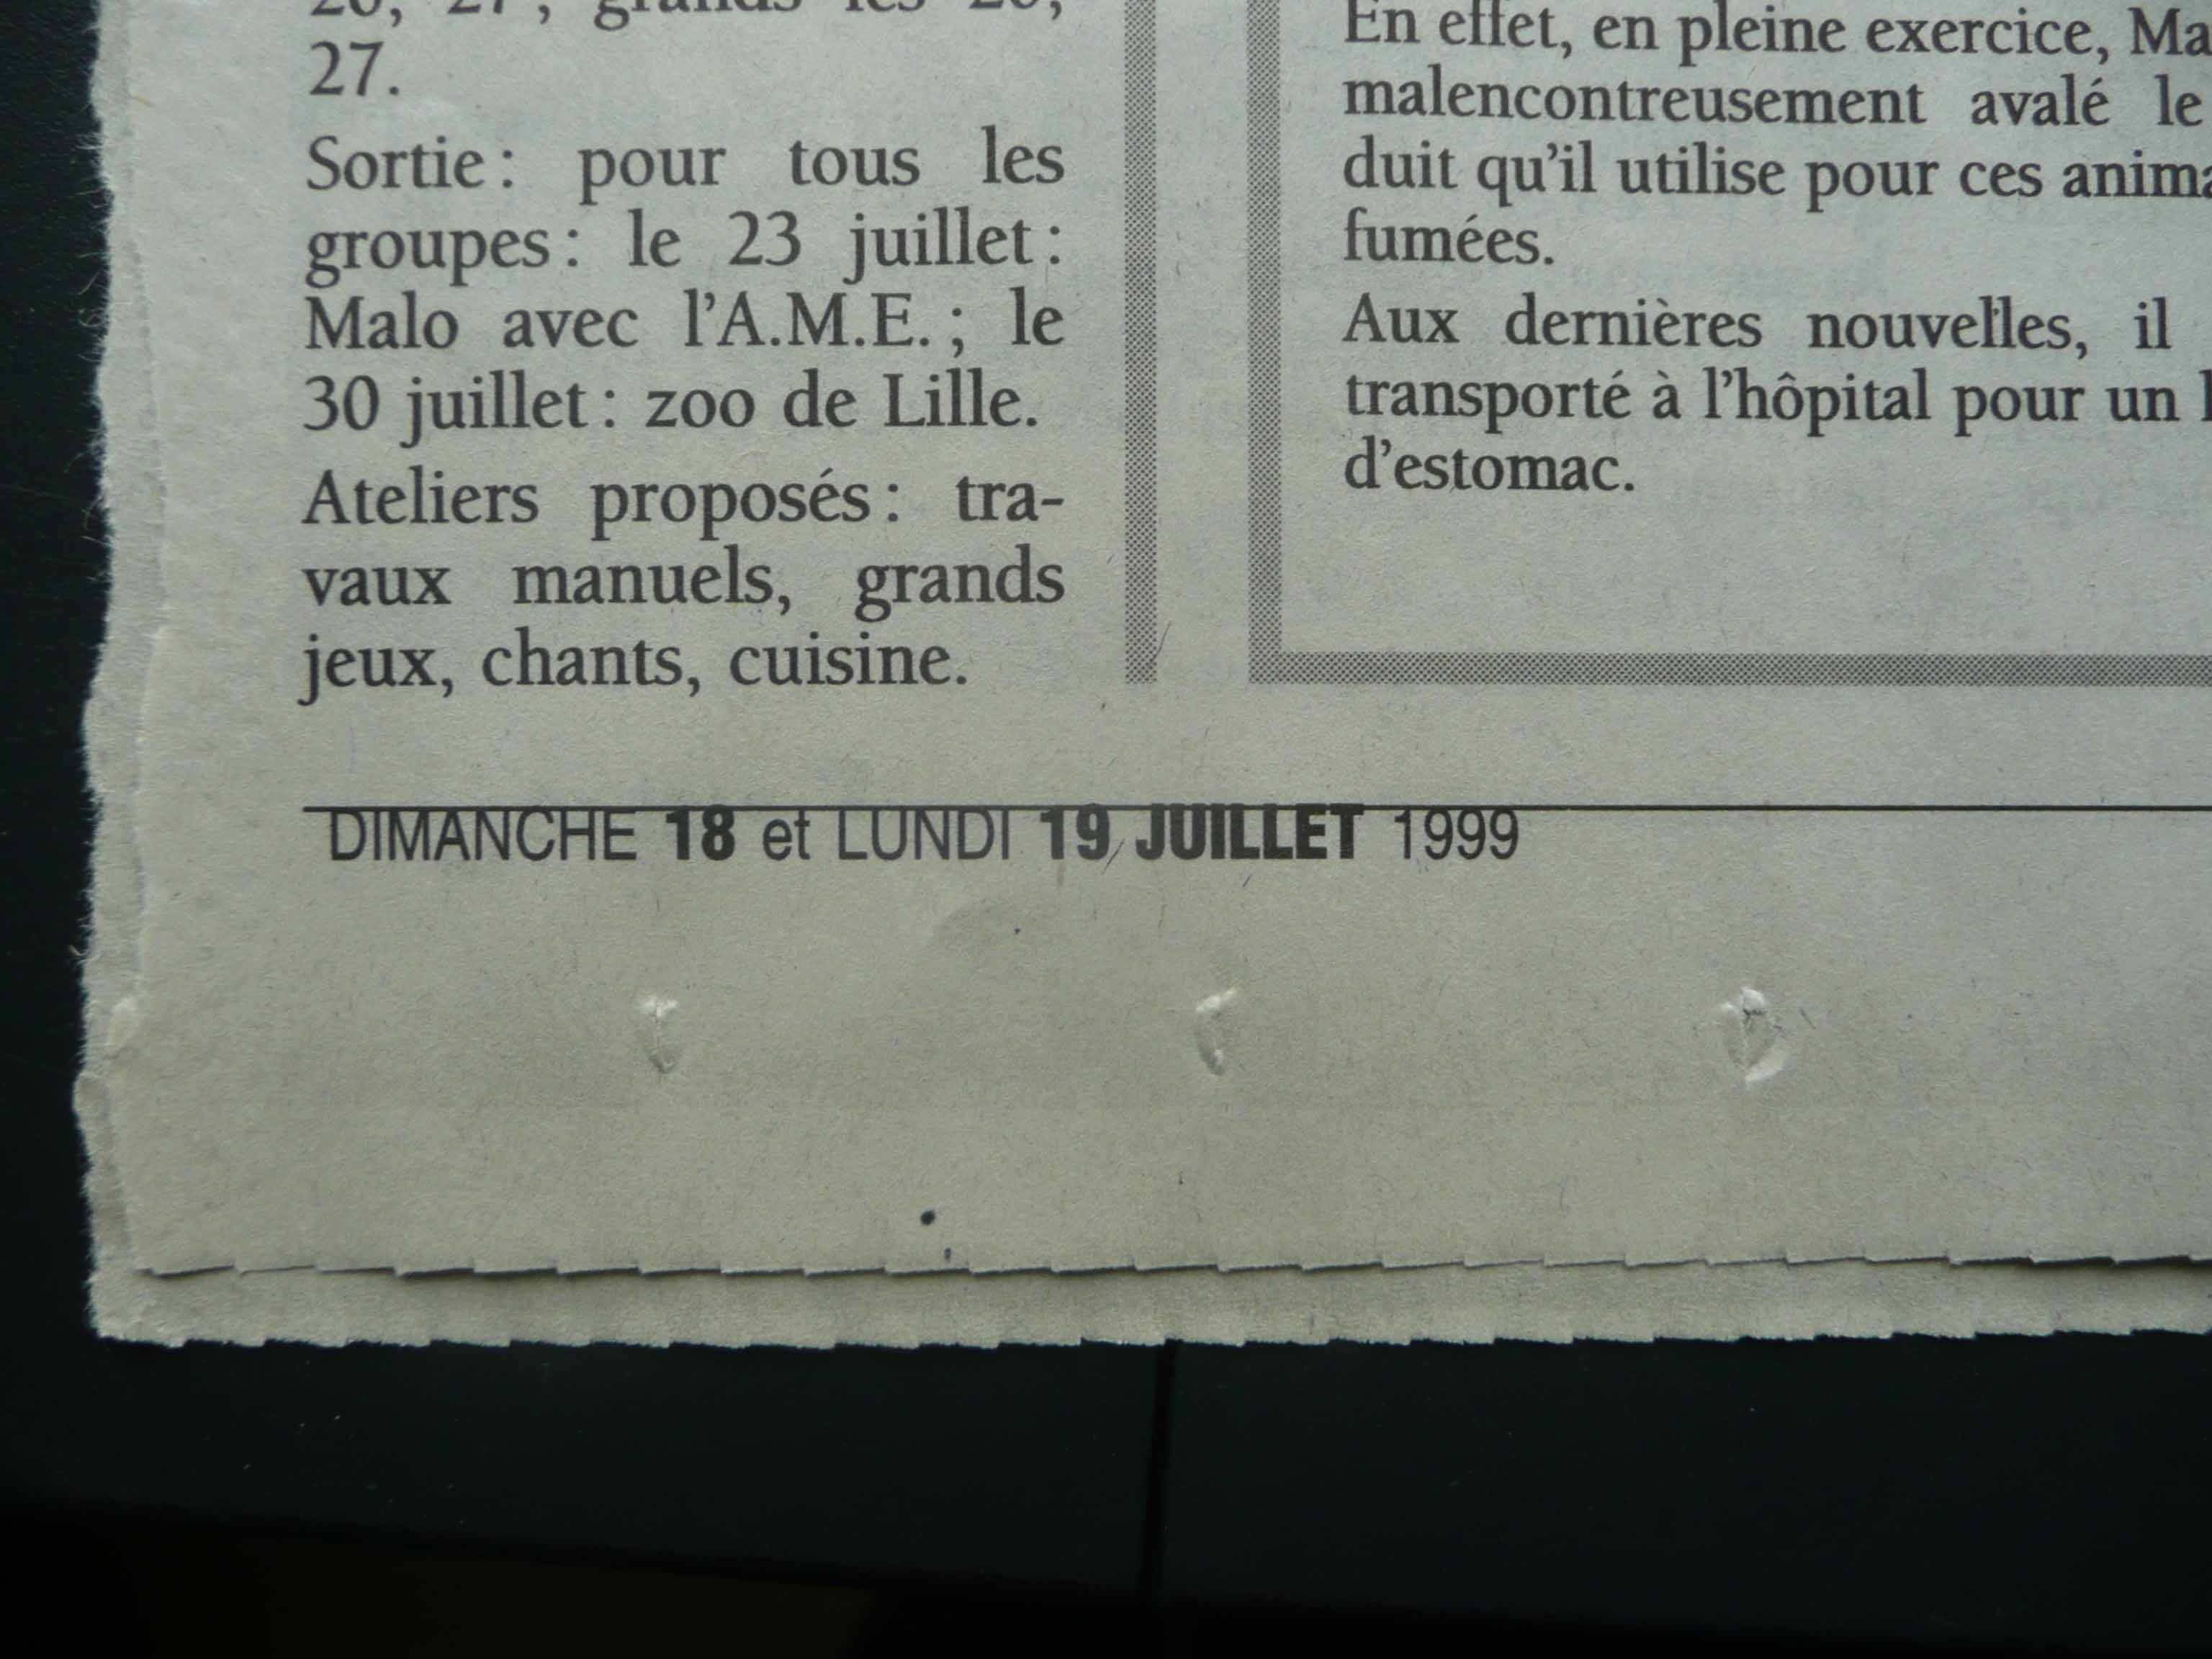 27.
Sortie : pour tous les
groupes : le 23 juillet :
Malo avec l'A.M.E. ; le
30 juillet : zoo de Lille.
Ateliers proposés : tra-
vaux manuels, grands
jeux, chants, cuisine.
En effet, en pleine exercice, Ma
malencontreusement avalé le
duit qu'il utilise pour ces anima
fumées.
Aux dernières nouvelles, il
transporté à l'hôpital pour un l
d'estomac.
DIMANCHE 18 et LUNDI 19 JUILLET 1999